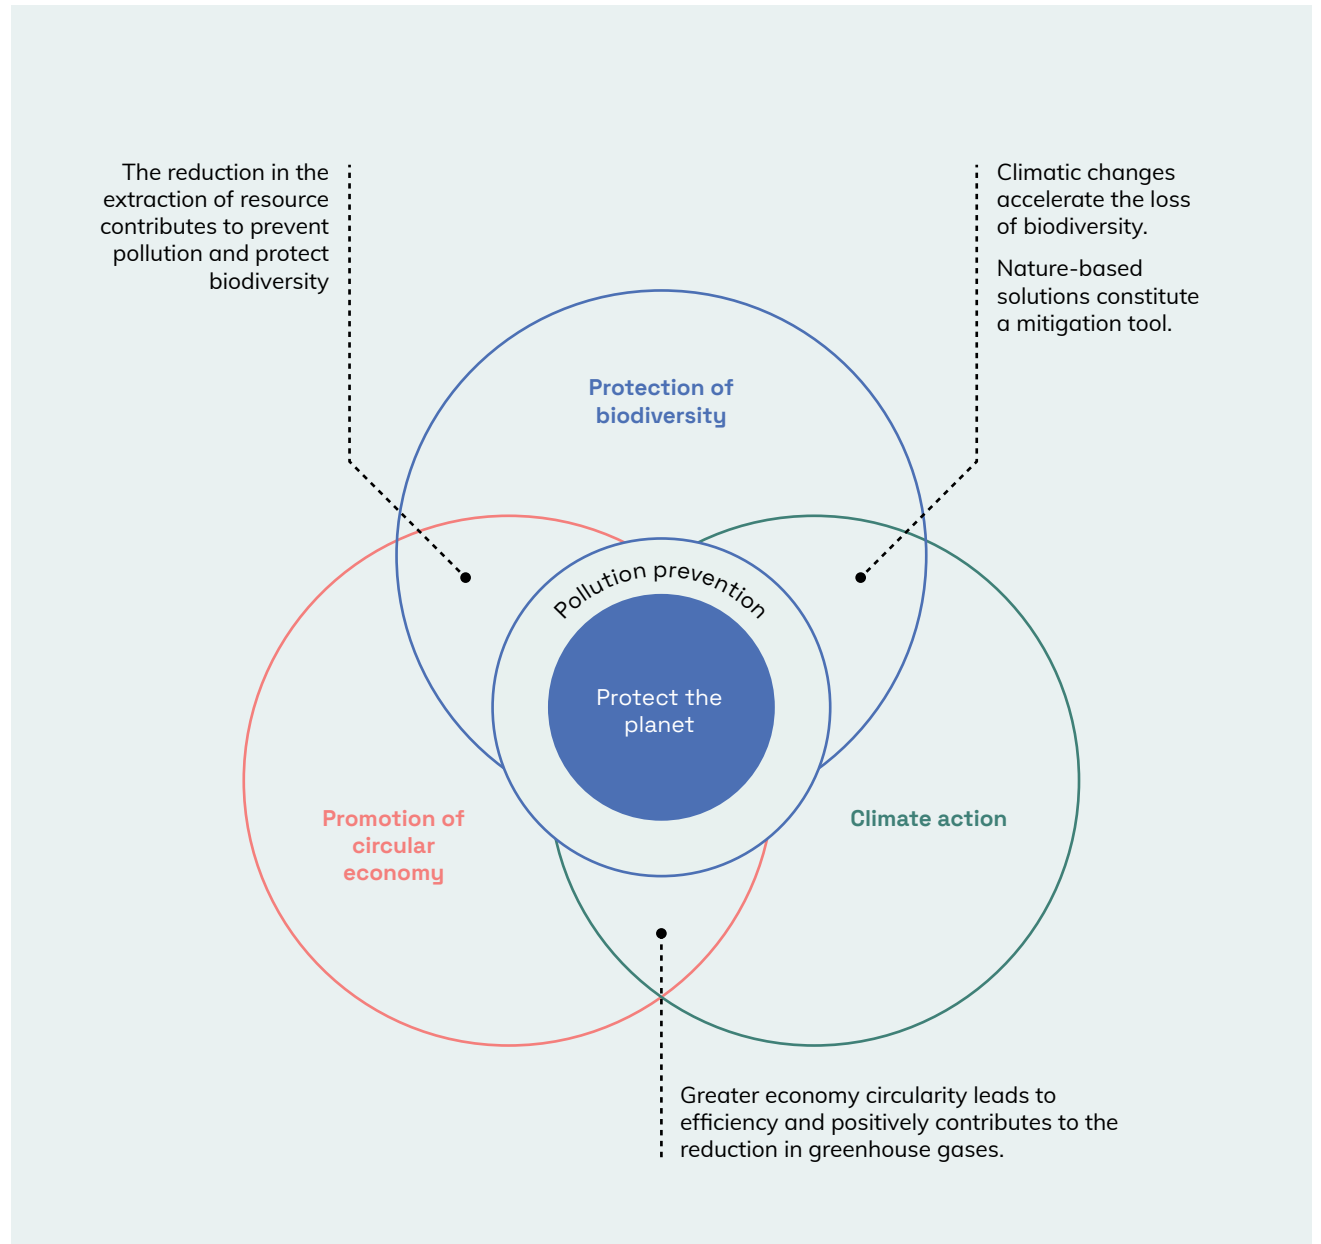 The reduction in the
extraction of resource
contributes to prevent
pollution and protect
biodiversity
Climatic changes
accelerate the loss
of biodiversity.
Nature-based
solutions constitute
a mitigation tool.
Protection of
biodiversity
Pollution prevention
Protect the
planet
Promotion of
circular
economy
Climate action
Greater economy circularity leads to
efficiency and positively contributes to the
reduction in greenhouse gases.